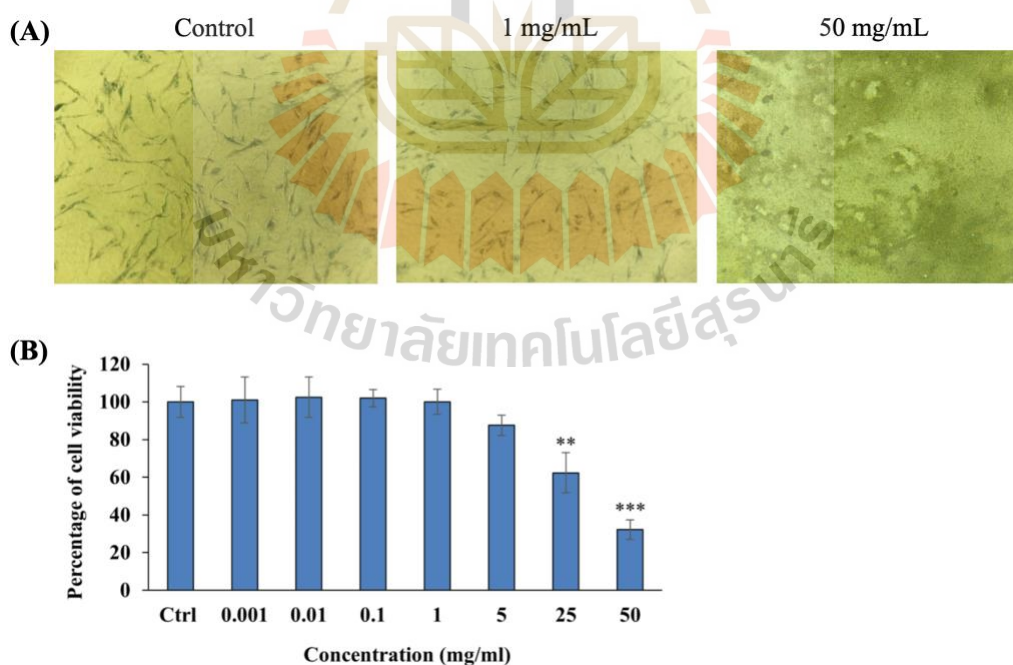 (A)
Control
1 mg/mL
50 mg/mL
มหาวิทยาลัยเทคโนโลยีสุรนารี
(B)
Percentage of cell viability
120
100
80
60
40
20
0
**
***
Ctrl 0.001 0.01 0.1 1 5 25 50
Concentration (mg/ml)